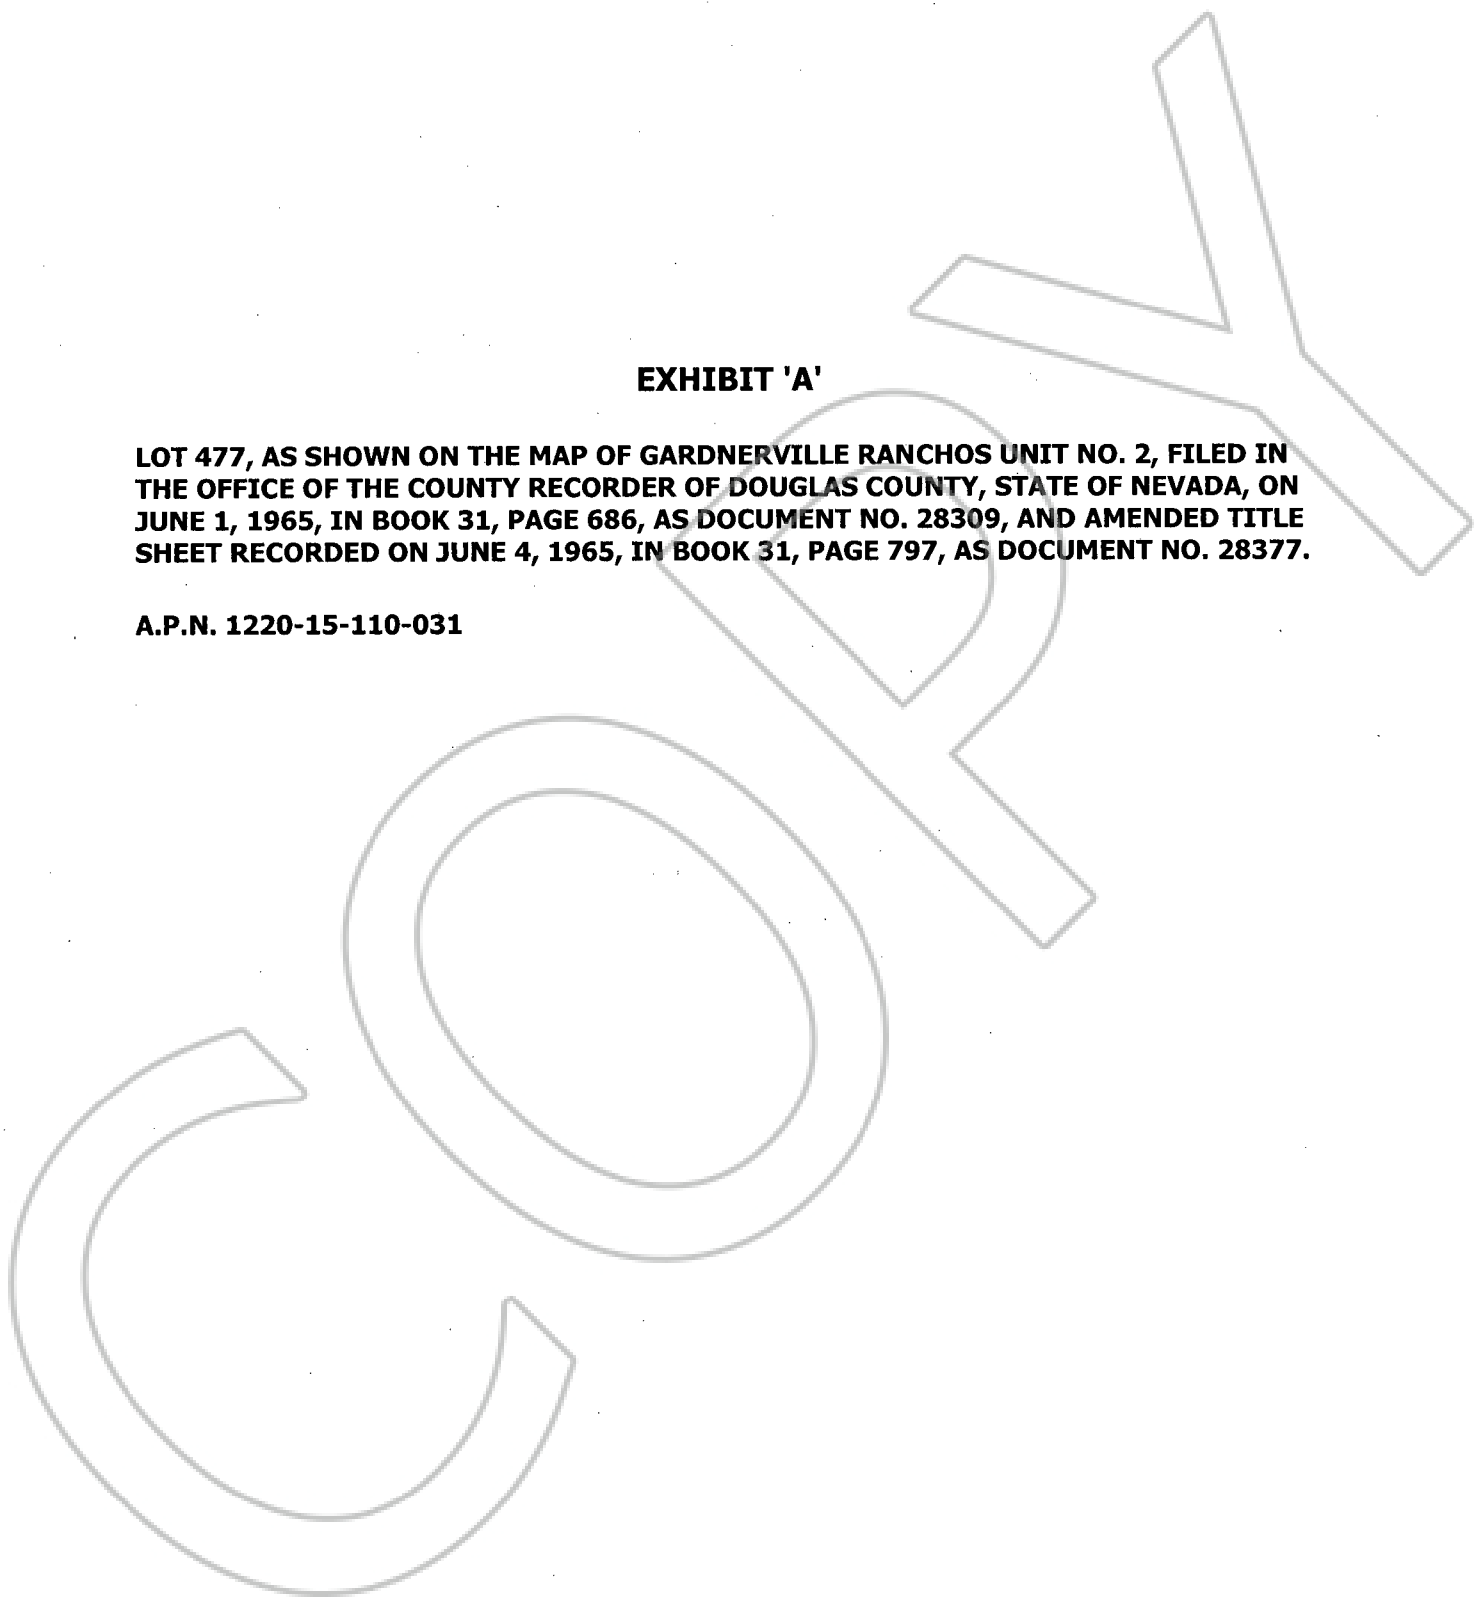 EXHIBIT 'A'
LOT 477, AS SHOWN ON THE MAP OF GARDNERVILLE RANCHOS UNIT NO. 2, FILED IN
THE OFFICE OF THE COUNTY RECORDER OF DOUGLAS COUNTY, STATE OF NEVADA, ON
JUNE 1, 1965, IN BOOK 31, PAGE 686, AS DOCUMENT NO. 28309, AND AMENDED TITLE
SHEET RECORDED ON JUNE 4, 1965, IN BOOK 31, PAGE 797, AS DOCUMENT NO. 28377.
A.P.N. 1220-15-110-031
COPY